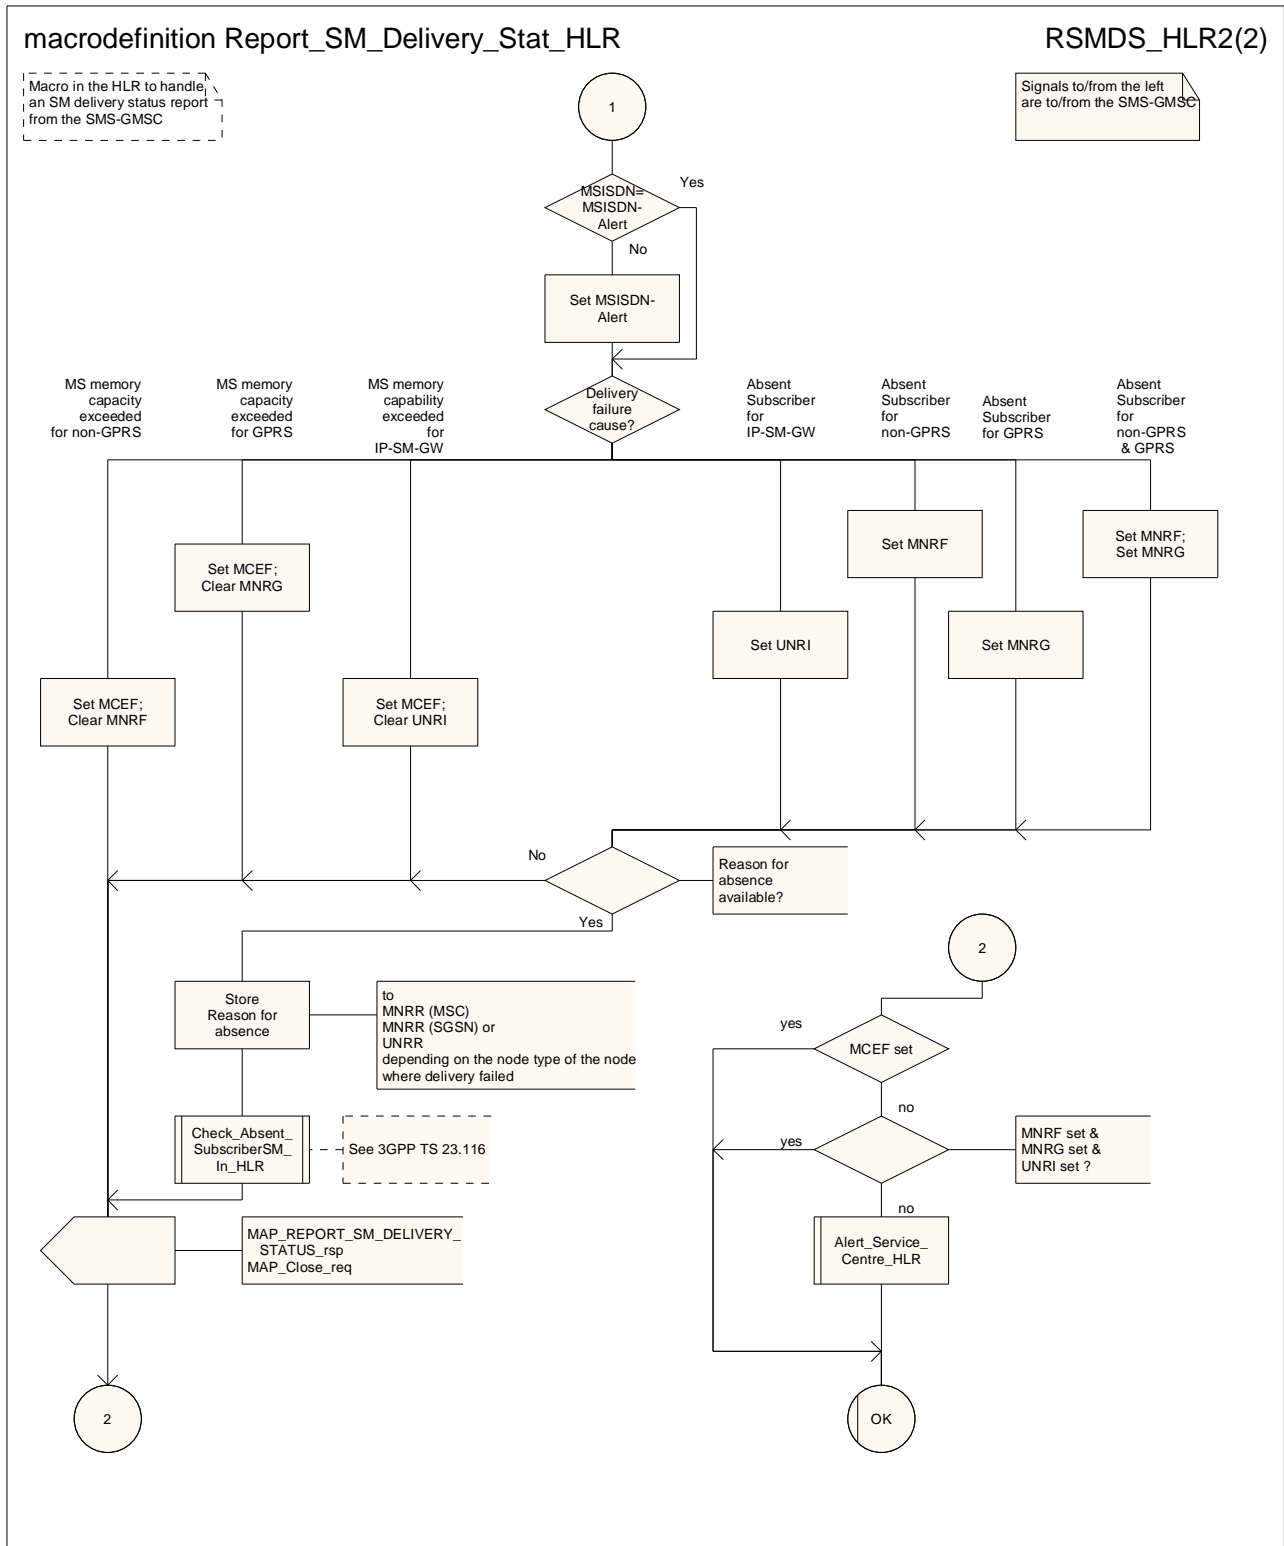 macrodefinition Report_SM_Delivery_Stat_HLR
RSMDS_HLR2(2)
Macro in the HLR to handle
an SM delivery status report
from the SMS-GMSC
1
Signals to/from the left
are to/from the SMS-GMSC
MSISDN=
MSISDN-
Alert
Yes
No
Set MSISDN-
Alert
MS memory
capacity
exceeded
for non-GPRS
MS memory
capacity
exceeded
for GPRS
MS memory
capability
exceeded
for
IP-SM-GW
Delivery
failure
cause?
Absent
Subscriber
for
IP-SM-GW
Absent
Subscriber
for
non-GPRS
Absent
Subscriber
for GPRS
Absent
Subscriber
for
non-GPRS
& GPRS
Set MCEF;
Clear MNRG
Set MNRF
Set MNRF;
Set MNRG
Set UNRI
Set MNRG
Set MCEF;
Clear MNRF
Set MCEF;
Clear UNRI
No
Reason for
absence
available?
Yes
2
Store
Reason for
absence
to
MNRR (MSC)
MNRR (SGSN) or
UNRR
depending on the node type of the node
where delivery failed
yes
MCEF set
no
Check_Absent_
SubscriberSM_
In_HLR
See 3GPP TS 23.116
yes
MNRF set &
MNRG set &
UNRI set ?
no
MAP_REPORT_SM_DELIVERY_
STATUS_rsp
MAP_Close_req
Alert_Service_
Centre_HLR
2
OK